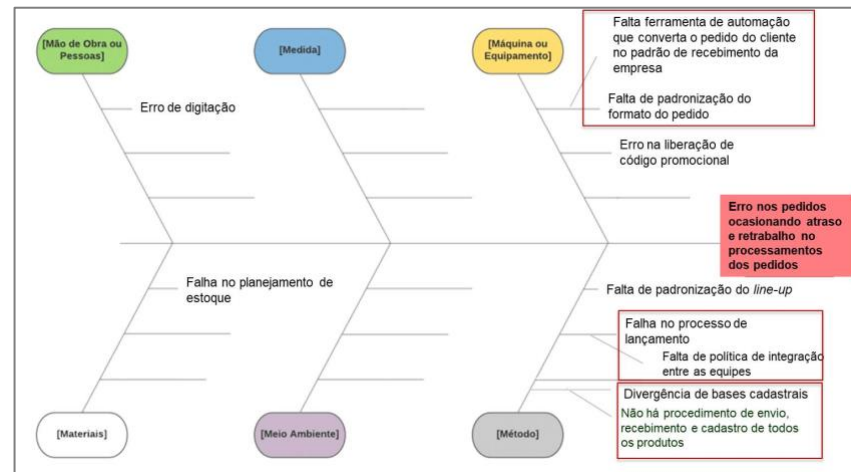 [Mão de Obra ou
Pessoas]
[Medida]
[Máquina ou
Equipamento]
Falta ferramenta de automação
que converta o pedido do cliente
no padrão de recebimento da
empresa
Erro de digitação
Falta de padronização do
formato do pedido
Erro na liberação de
código promocional
Erro nos pedidos
ocasionando atraso
e retrabalho no
processamentos
dos pedidos
Falha no planejamento de
estoque
Falta de padronização do line-up
Falha no processo de
lançamento
Falta de política de integração
entre as equipes
Divergência de bases cadastrais
Não há procedimento de envio,
recebimento e cadastro de todos
os produtos
[Materiais]
[Meio Ambiente]
[Método]